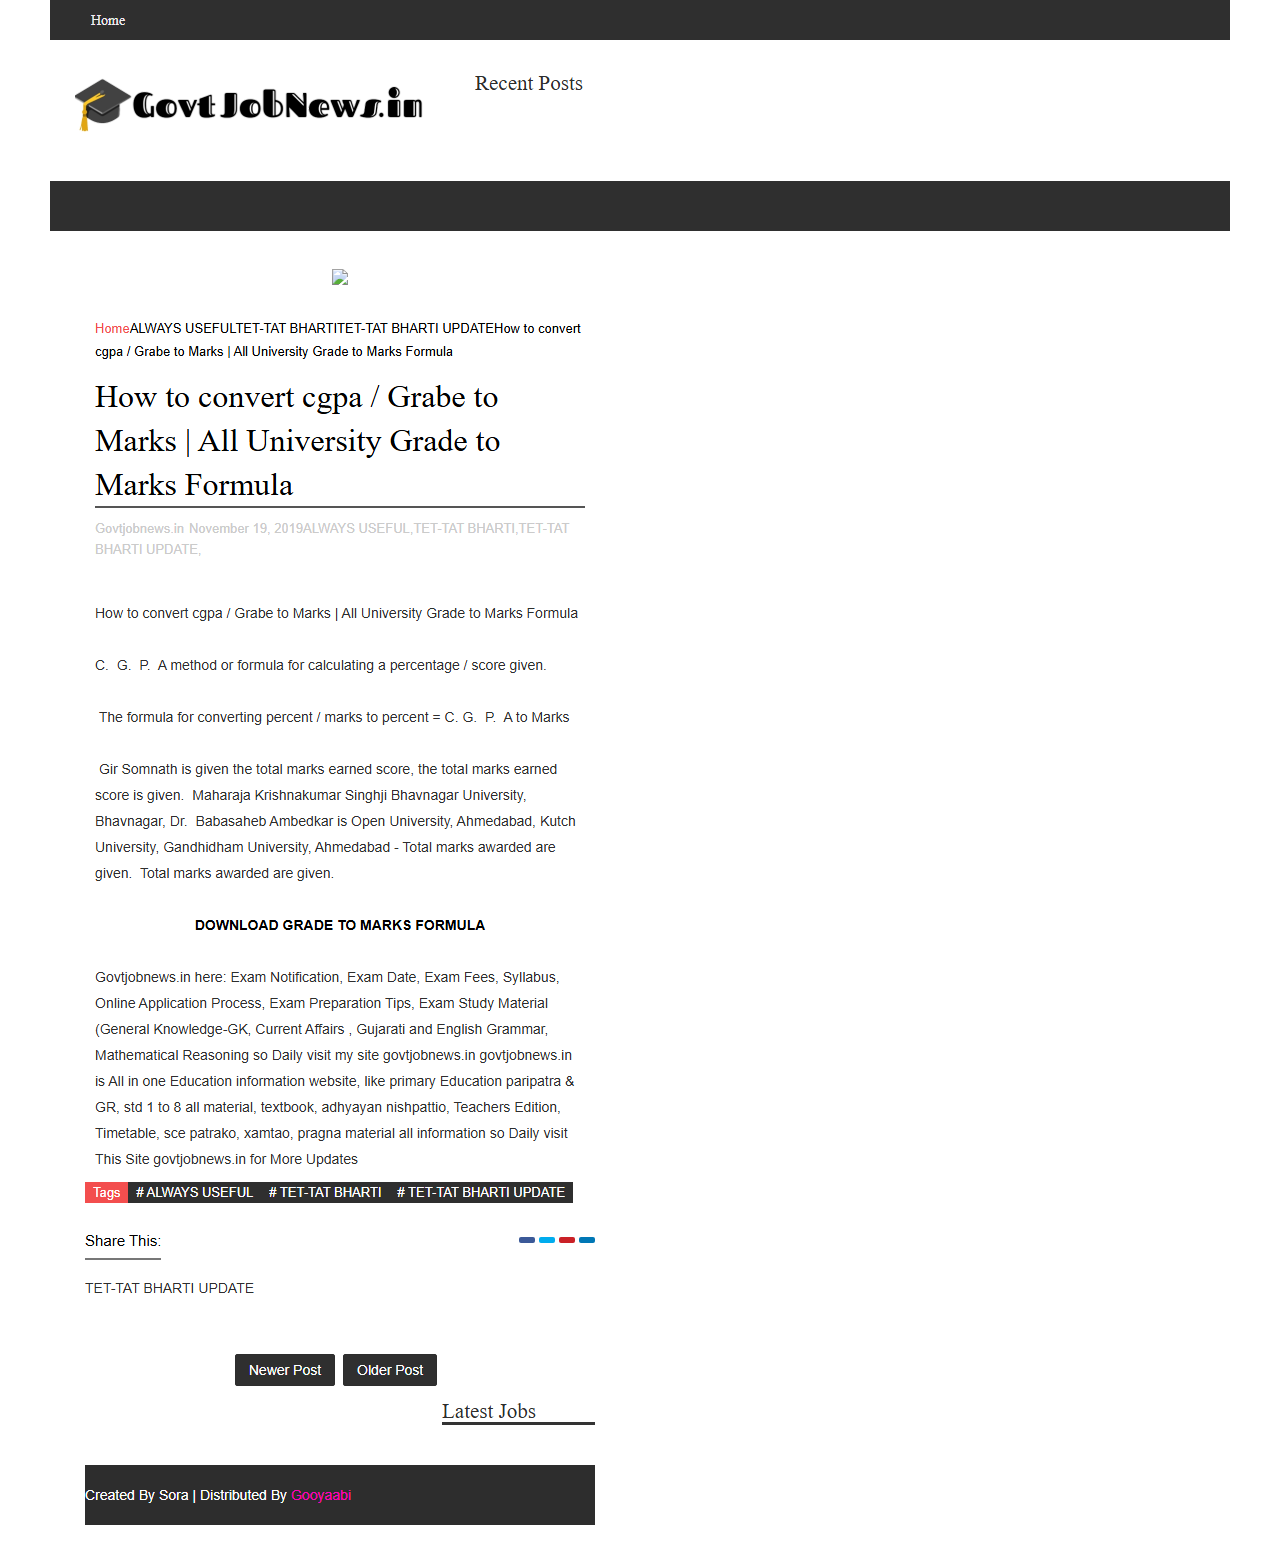 Home
Govt JobNews.in
Recent Posts
HomeALWAYS USEFULTET-TAT BHARTITET-TAT BHARTI UPDATEHow to convert
cgpa / Grabe to Marks | All University Grade to Marks Formula
How to convert cgpa / Grabe to
Marks | All University Grade to
Marks Formula
Govtjobnews.in November 19, 2019ALWAYS USEFUL,TET-TAT BHARTI,TET-TAT
BHARTI UPDATE,
How to convert cgpa / Grabe to Marks | All University Grade to Marks Formula
C.  G.  P.  A method or formula for calculating a percentage / score given.
The formula for converting percent / marks to percent = C. G.  P.  A to Marks
Gir Somnath is given the total marks earned score, the total marks earned
score is given.  Maharaja Krishnakumar Singhji Bhavnagar University,
Bhavnagar, Dr.  Babasaheb Ambedkar is Open University, Ahmedabad, Kutch
University, Gandhidham University, Ahmedabad - Total marks awarded are
given.  Total marks awarded are given.
DOWNLOAD GRADE TO MARKS FORMULA
Govtjobnews.in here: Exam Notification, Exam Date, Exam Fees, Syllabus,
Online Application Process, Exam Preparation Tips, Exam Study Material
(General Knowledge-GK, Current Affairs , Gujarati and English Grammar,
Mathematical Reasoning so Daily visit my site govtjobnews.in govtjobnews.in
is All in one Education information website, like primary Education paripatra &
GR, std 1 to 8 all material, textbook, adhyayan nishpattio, Teachers Edition,
Timetable, sce patrako, xamtao, pragna material all information so Daily visit
This Site govtjobnews.in for More Updates
Tags # ALWAYS USEFUL # TET-TAT BHARTI # TET-TAT BHARTI UPDATE
Share This:
TET-TAT BHARTI UPDATE
Newer Post Older Post
Latest Jobs
Created By Sora | Distributed By Gooyaabi